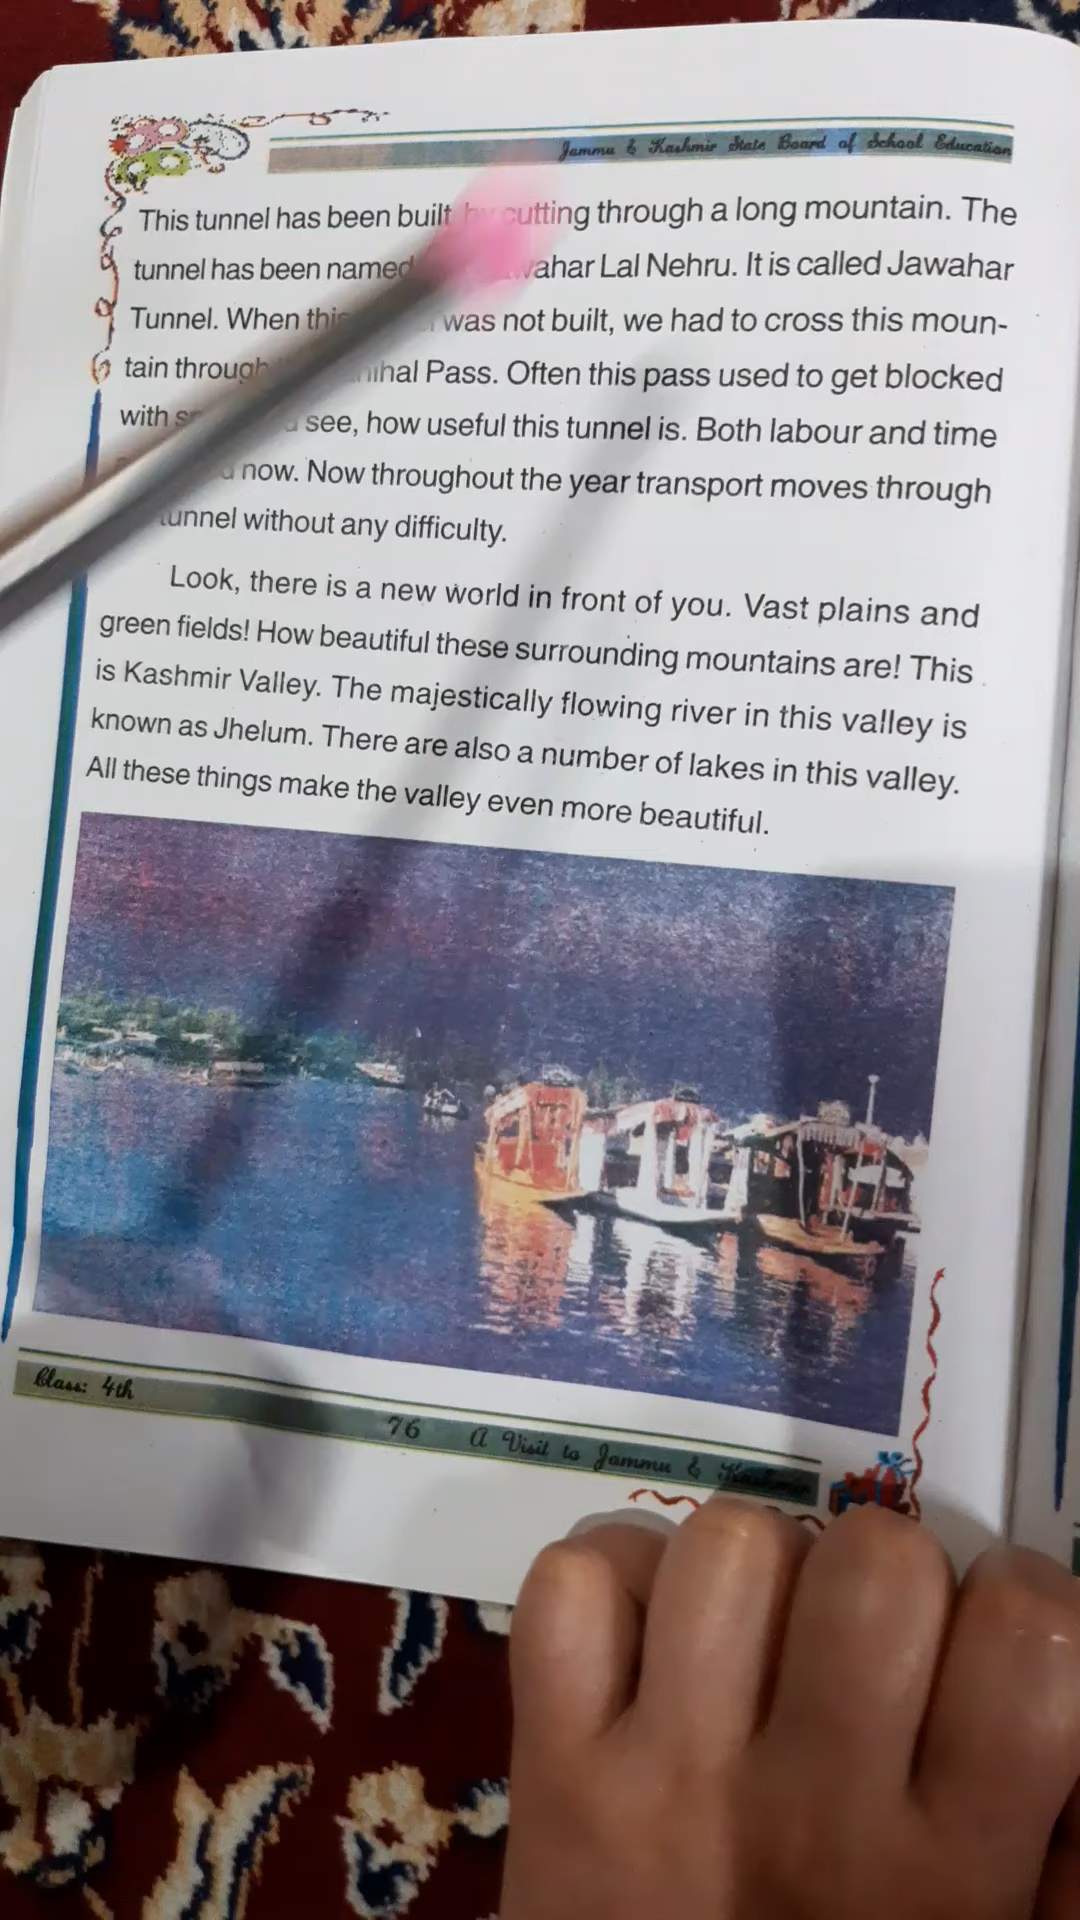 Jammu & Kashmir State Board of School Education
This tunnel has been built by cutting through a long mountain. The
tunnel has been named Jawahar Lal Nehru. It is called Jawahar
Tunnel. When this was not built, we had to cross this moun-
tain through Banihal Pass. Often this pass used to get blocked
with see, how useful this tunnel is. Both labour and time
now. Now throughout the year transport moves through
tunnel without any difficulty.
Look, there is a new world in front of you. Vast plains and
green fields! How beautiful these surrounding mountains are! This
is Kashmir Valley. The majestically flowing river in this valley is
known as Jhelum. There are also a number of lakes in this valley.
All these things make the valley even more beautiful.
Class: 4th
76 A Visit to Jammu & Kashmir